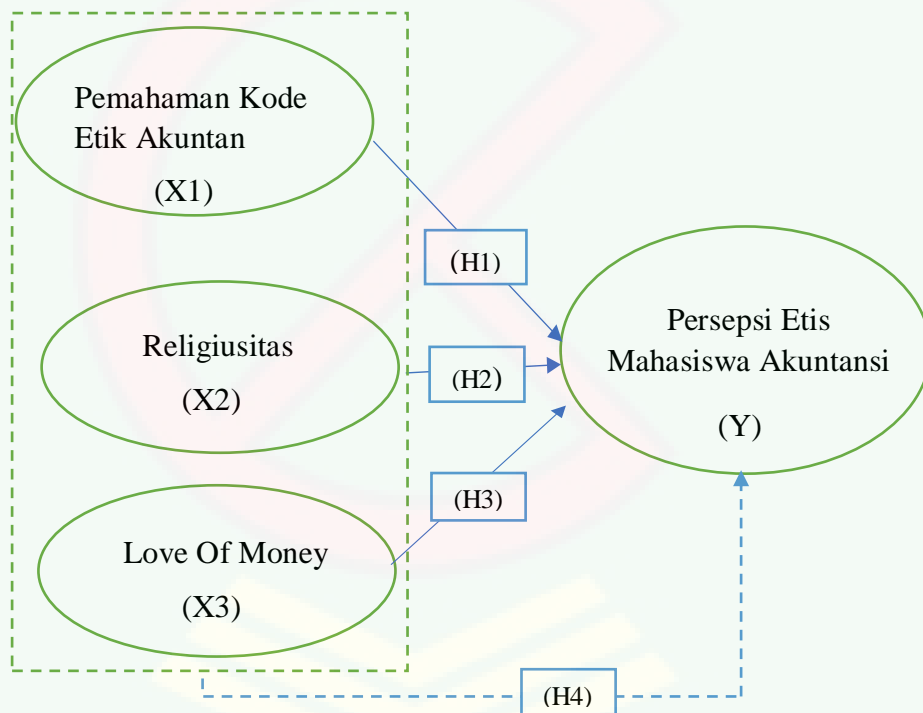 Pemahaman Kode
Etik Akuntan
(X1)
(H1)
Religiusitas
(X2)
(H2)
Persepsi Etis
Mahasiswa Akuntansi
(Y)
Love Of Money
(X3)
(H3)
(H4)